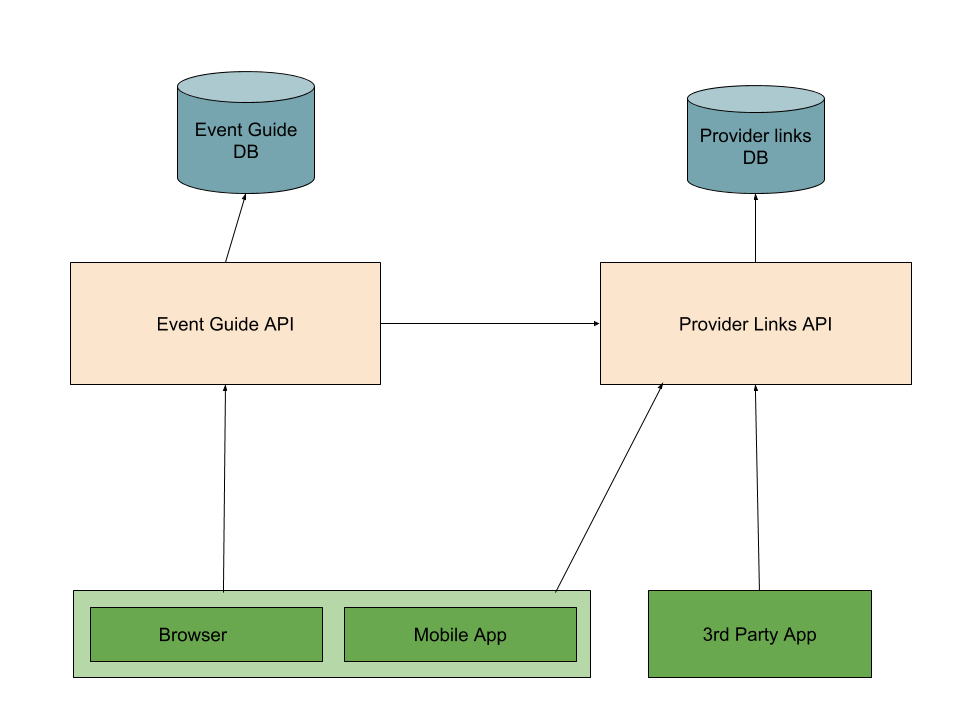 Event Guide
DB
Provider links
DB
Event Guide API
Provider Links API
Browser
Mobile App
3rd Party App